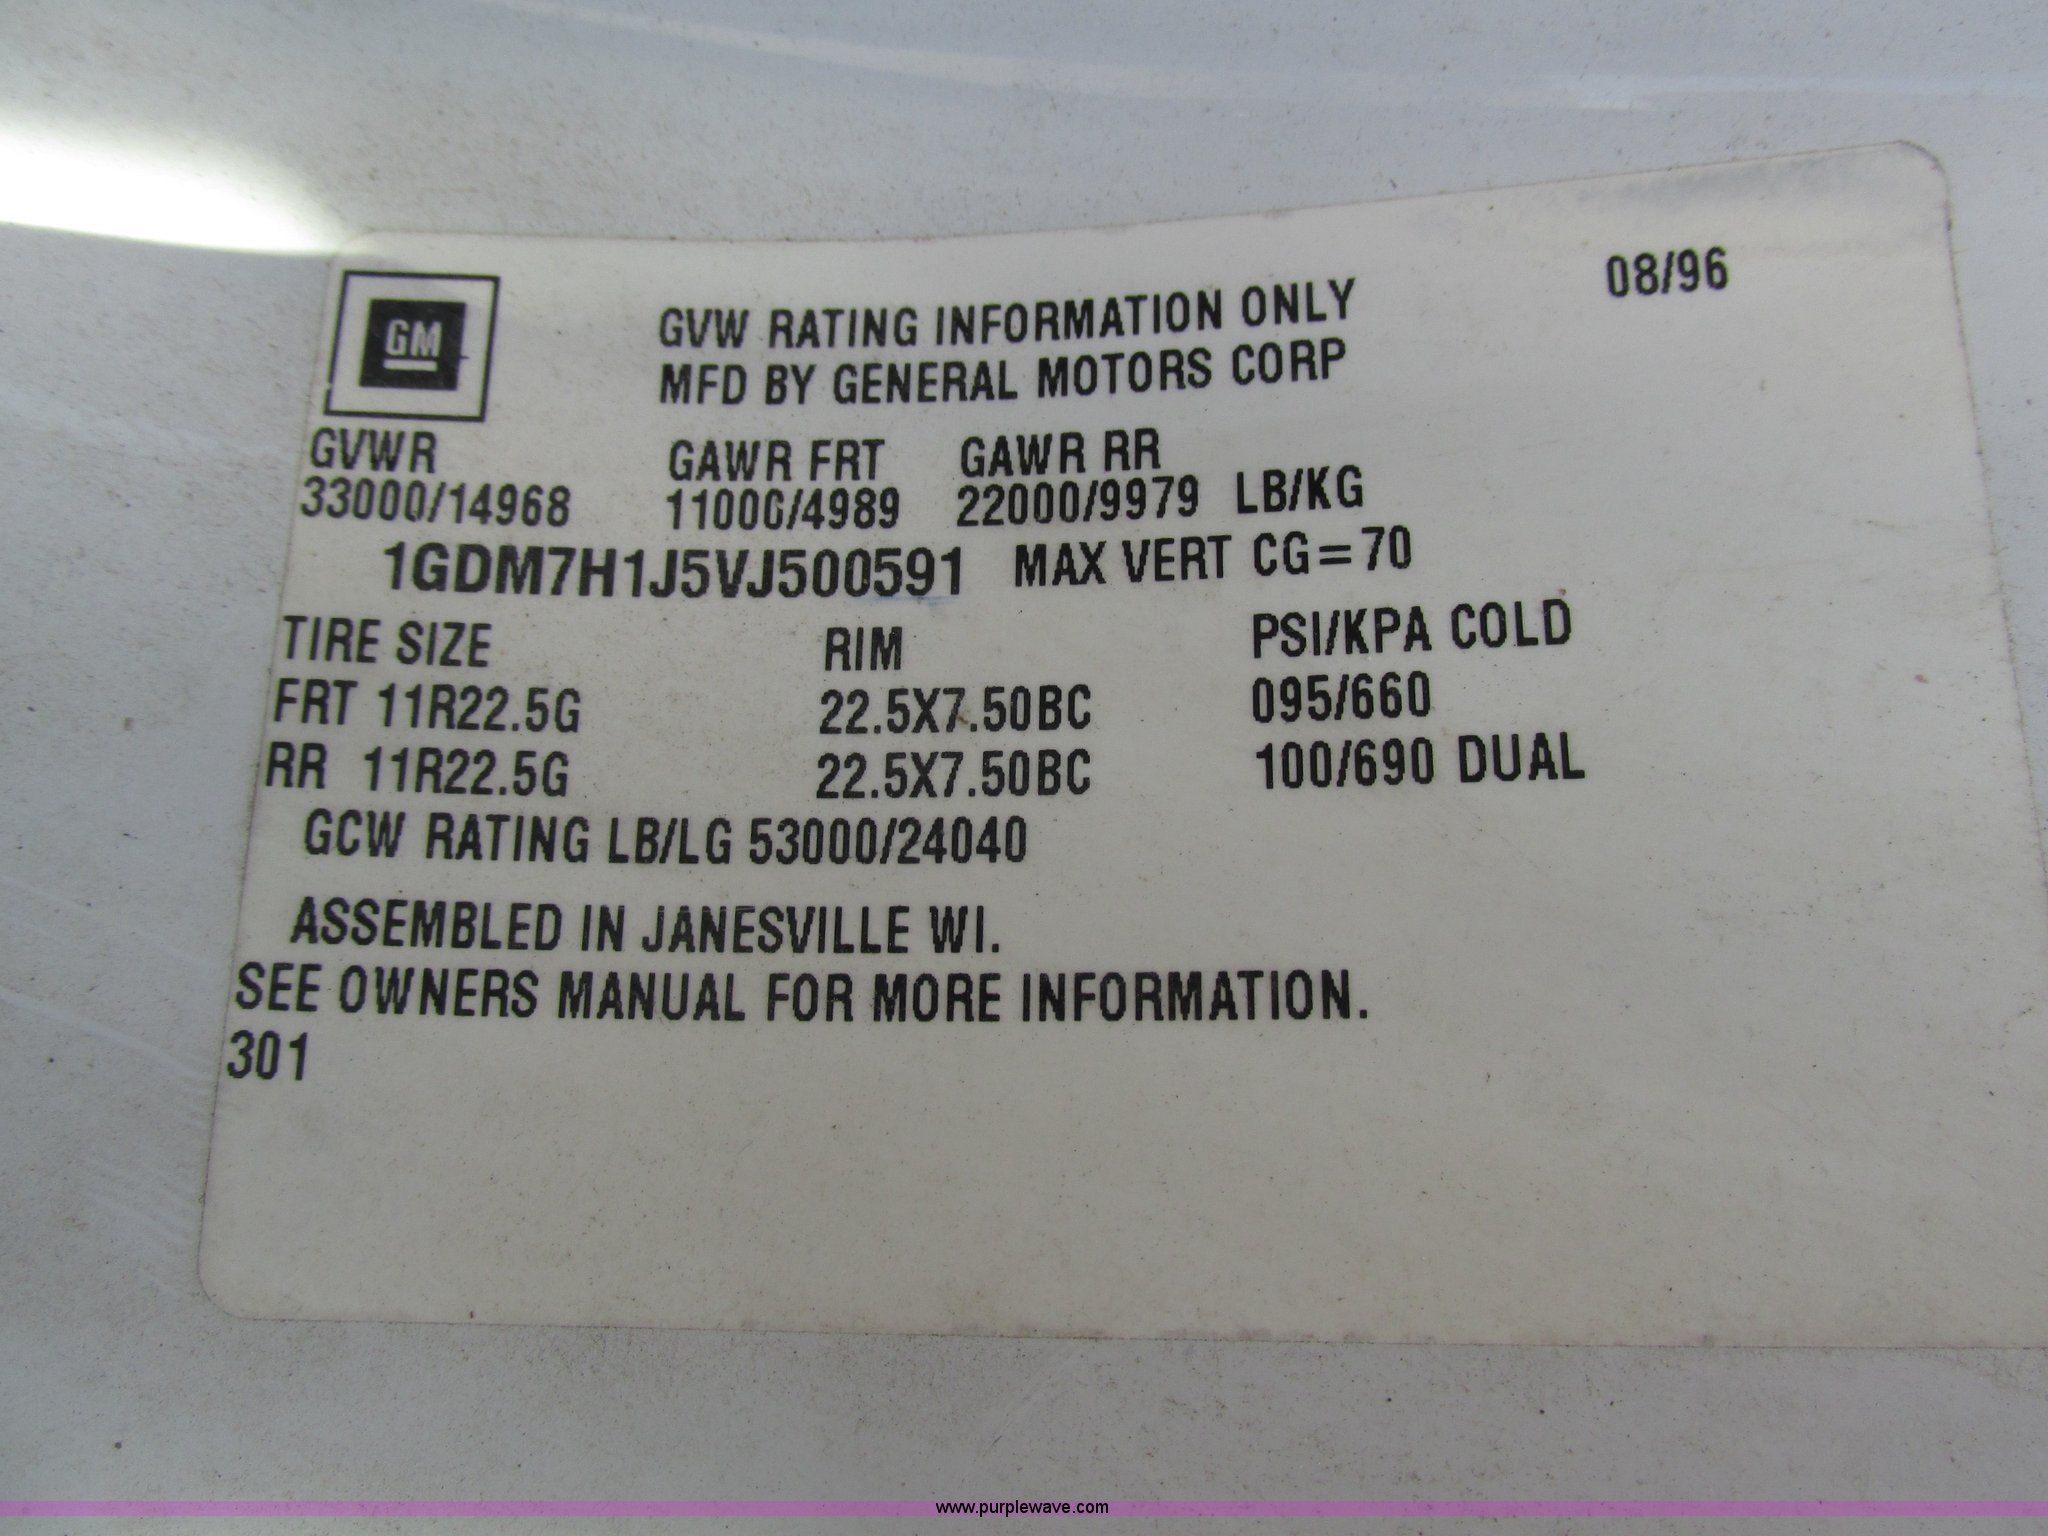 08/96
GM
GVW RATING INFORMATION ONLY
MFD BY GENERAL MOTORS CORP
GVWR GAWR FRT GAWR RR
33000/14968 11000/4989 22000/9979 LB/KG
1GDM7H1J5VJ500591 MAX VERT CG=70
TIRE SIZE RIM PSI/KPA COLD
FRT 11R22.5G 22.5X7.50BC 095/660
RR 11R22.5G 22.5X7.50BC 100/690 DUAL
GCW RATING LB/LG 53000/24040
ASSEMBLED IN JANESVILLE WI.
SEE OWNERS MANUAL FOR MORE INFORMATION.
301
www.purplewave.com